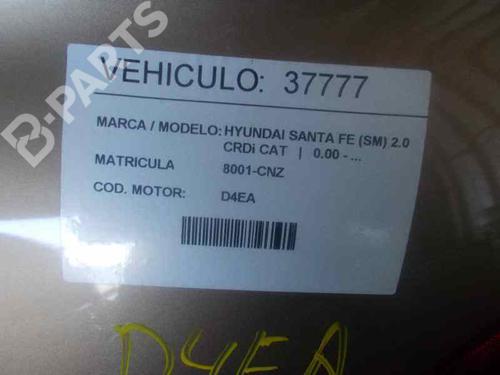 B-PARTS
VEHICULO: 37777
MARCA / MODELO: HYUNDAI SANTA FE (SM) 2.0
CRDi CAT | 0.00 - ...
MATRICULA 8001-CNZ
COD. MOTOR: D4EA
D4EA